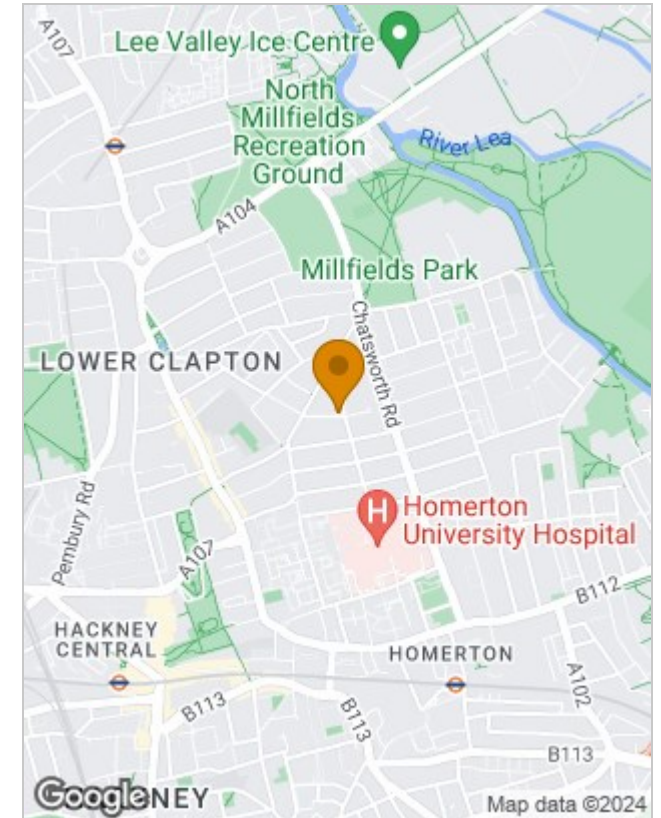 A107
Lee Valley Ice Centre
North
Millfields
Recreation
Ground
River Lea
A104
Millfields Park
Chatsworth Rd
LOWER CLAPTON
H
Homerton
University Hospital
Pembury Rd
A107
B112
HACKNEY
CENTRAL
HOMERTON
A102
B113
B113
B113
Google
NEY
Map data ©2024